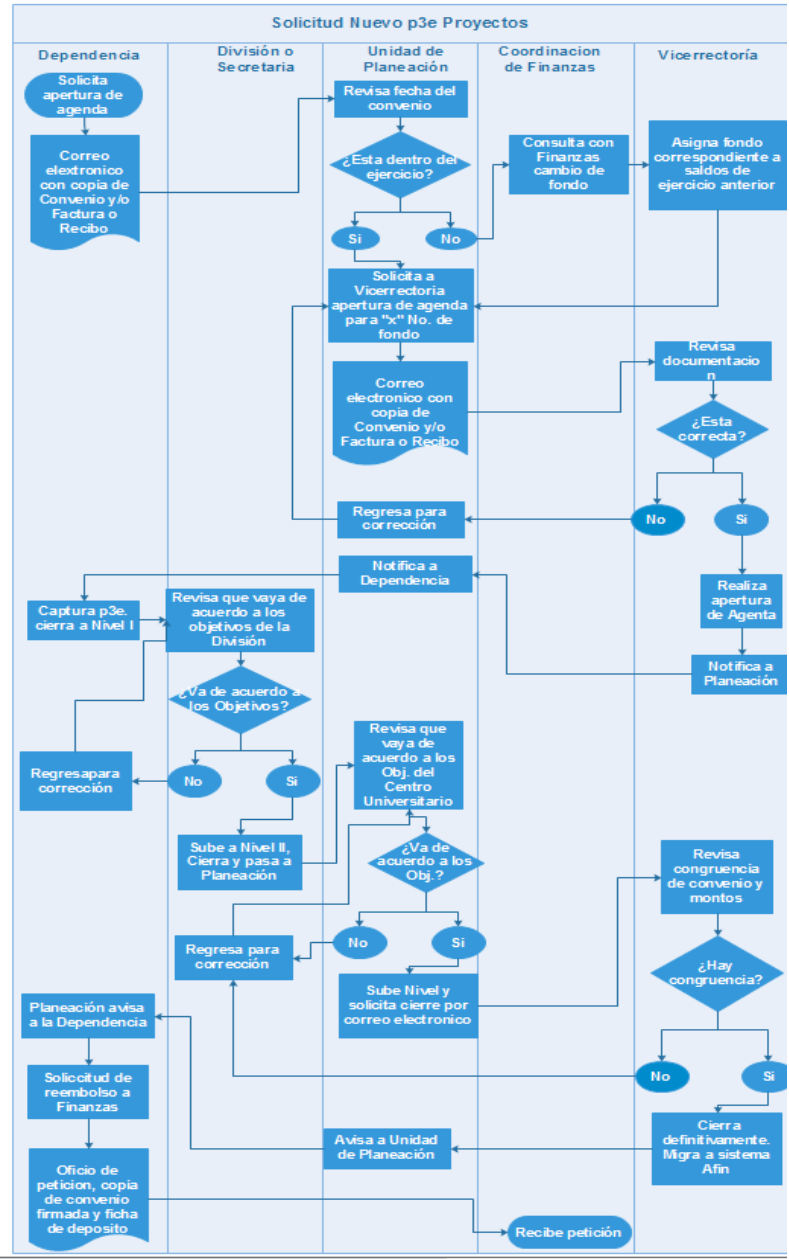 Solicitud Nuevo p3e Proyectos
Dependencia
División o
Secretaria
Unidad de
Planeación
Coordinacion
de Finanzas
Vicerrectoría
Solicita
apertura de
agenda
Correo
elextronico
con copia de
Convenio y/o
Factura o
Recibo
Revisa fecha del
convenio
¿Esta dentro del
ejercicio?
Si
No
Consulta con
Finanzas
cambio de
fondo
Asigna fondo
correspondiente a
saldos de
ejercicio anterior
Solicita a
Vicerrectoria
apertura de agenda
para "x" No. de
fondo
Correo
electronico con
copia de
Convenio y/o
Factura o Recibo
Revisa
documentacio
n
¿Esta
correcta?
No
Si
Regresa para
corrección
Realiza
apertura
de Agenta
Notifica a
Planeación
Notifica a
Dependencia
Captura p3e.
cierra a Nivel I
Revisa que vaya de
acuerdo a los
objetivos de la
División
¿Va de acuerdo a
los Objetivos?
No
Si
Regresapara
corrección
Sube a Nivel II,
Cierra y pasa a
Planeación
Revisa que
vaya de
acuerdo a los
Obj. del
Centro
Universitario
¿Va de
acuerdo a los
Obj.?
No
Si
Regresa para
corrección
Sube Nivel y
solicita cierre por
correo electronico
Revisa
congruencia
de convenio y
montos
¿Hay
congruencia?
No
Si
Cierra
definitivamente.
Migra a sistema
Afin
Avisa a Unidad
de Planeación
Planeación avisa
a la Dependencia
Soliccitud de
reembolso a
Finanzas
Oficio de
peticion, copia
de convenio
firmada y ficha
de deposito
Recibe petición